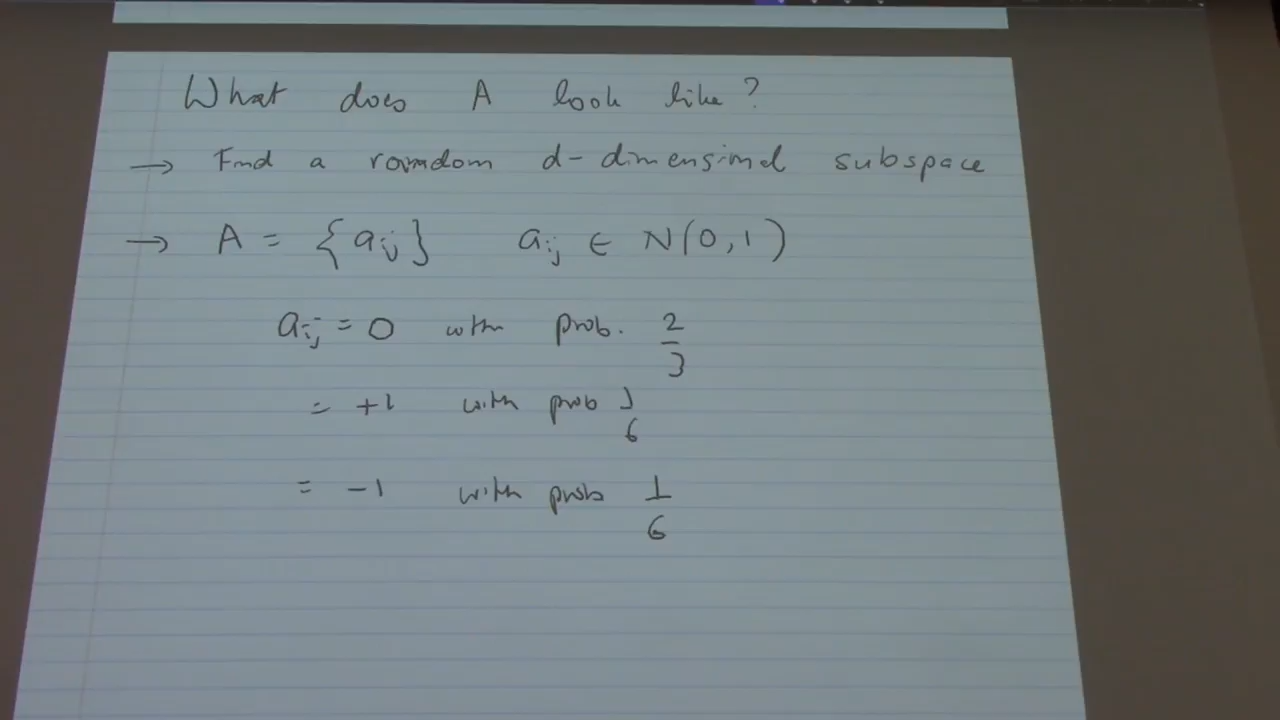 What does A look like?
→ Find a random d-dimensional subspace
→ A = {aij} aij ∈ N(0,1)
aij = 0 with prob. 2/3
= +1 with prob 1/6
= -1 with prob 1/6